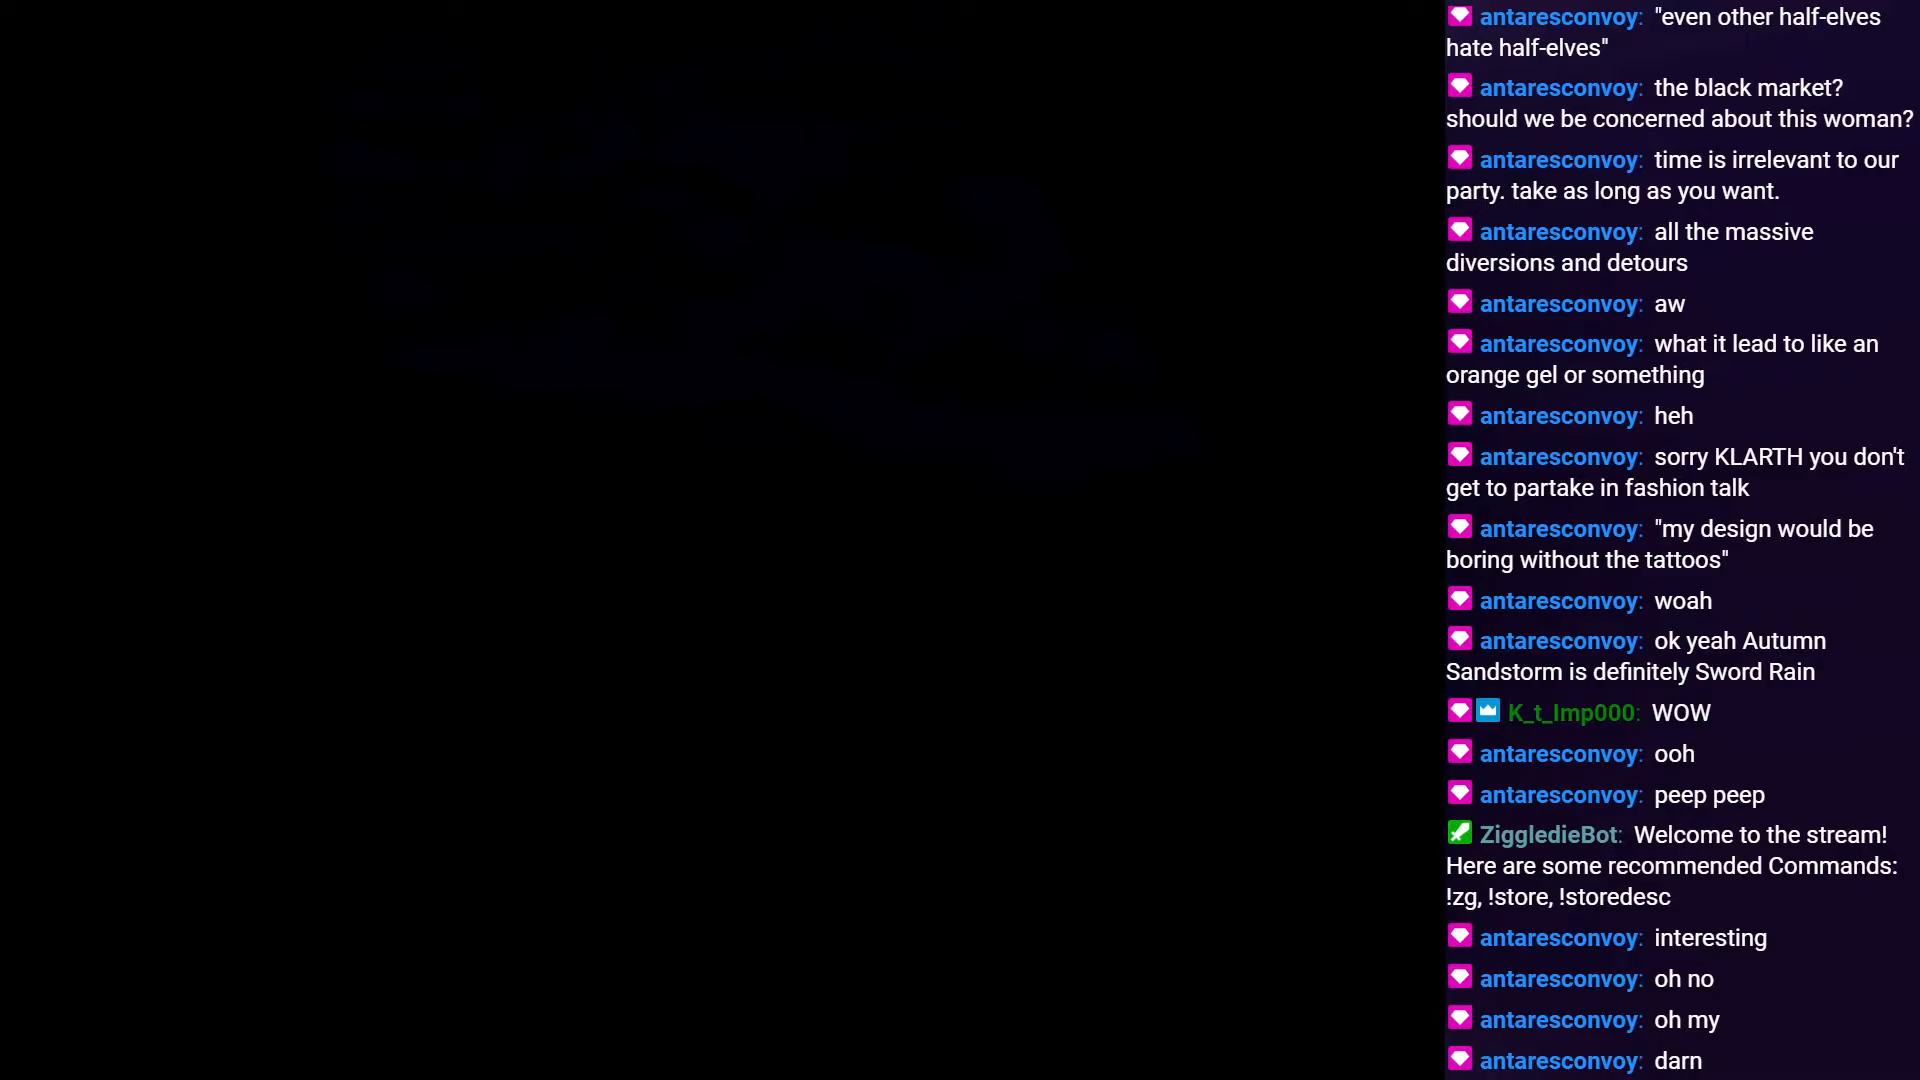 antaresconvoy: "even other half-elves
hate half-elves"
antaresconvoy: the black market?
should we be concerned about this woman?
antaresconvoy: time is irrelevant to our
party. take as long as you want.
antaresconvoy: all the massive
diversions and detours
antaresconvoy: aw
antaresconvoy: what it lead to like an
orange gel or something
antaresconvoy: heh
antaresconvoy: sorry KLARTH you don't
get to partake in fashion talk
antaresconvoy: "my design would be
boring without the tattoos"
antaresconvoy: woah
antaresconvoy: ok yeah Autumn
Sandstorm is definitely Sword Rain
K_t_Imp000: WOW
antaresconvoy: ooh
antaresconvoy: peep peep
ZiggledieBot: Welcome to the stream!
Here are some recommended Commands:
!zg, !store, !storedesc
antaresconvoy: interesting
antaresconvoy: oh no
antaresconvoy: oh my
antaresconvoy: darn